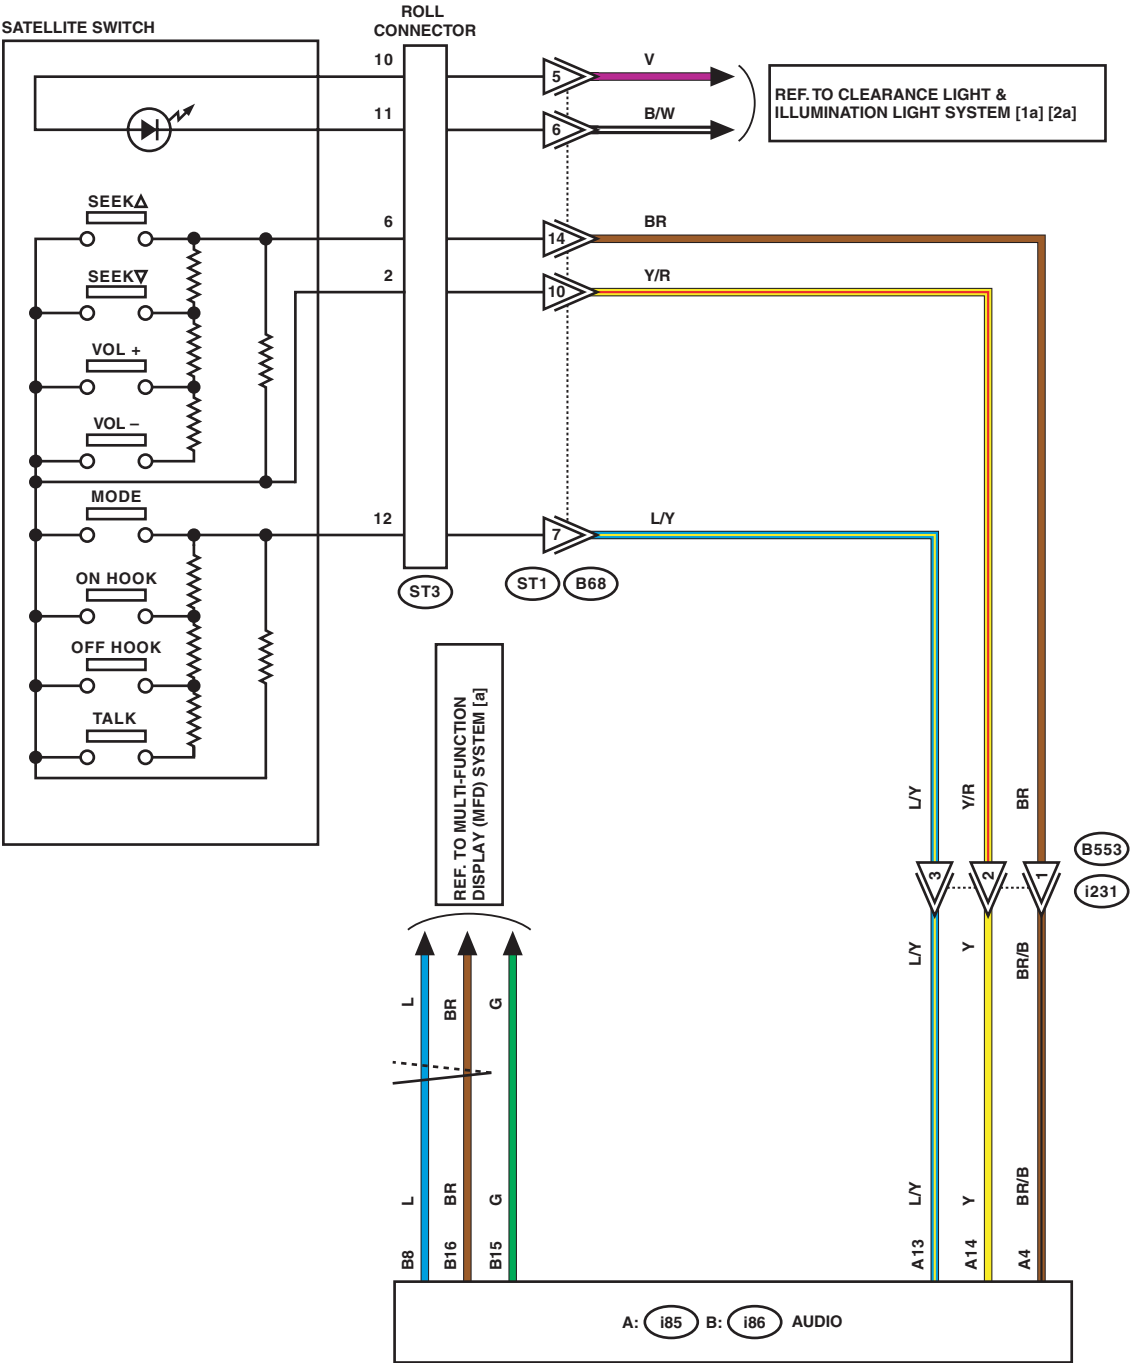 ROLL
CONNECTOR
SATELLITE SWITCH
10
5
V
REF. TO CLEARANCE LIGHT &
ILLUMINATION LIGHT SYSTEM [1a] [2a]
11
6
B/W
SEEK△
6
14
BR
SEEK▽
2
10
Y/R
VOL +
VOL –
MODE
12
7
L/Y
ON HOOK
ST3
ST1
B68
OFF HOOK
TALK
REF. TO MULTI-FUNCTION
DISPLAY (MFD) SYSTEM [a]
L/Y
Y/R
BR
B553
3
2
1
i231
L/Y
Y
BR/B
L
BR
G
L
BR
G
L/Y
Y
BR/B
B8
B16
B15
A13
A14
A4
A: i85 B: i86 AUDIO